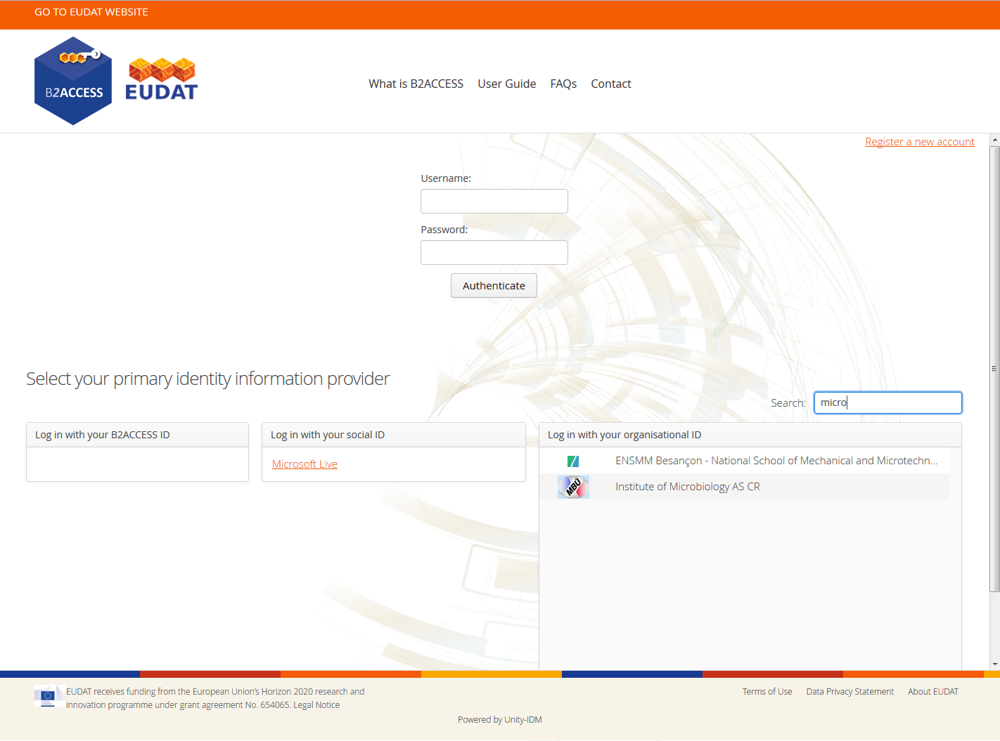 GO TO EUDAT WEBSITE
B2ACCESS
EUDAT
What is B2ACCESS User Guide FAQs Contact
Register a new account
Username:
Password:
Authenticate
Select your primary identity information provider
Search: micro
Log in with your B2ACCESS ID
Log in with your social ID
Microsoft Live
Log in with your organisational ID
ENSMM Besançon - National School of Mechanical and Microtechn...
MBÚ
Institute of Microbiology AS CR
EUDAT receives funding from the European Union's Horizon 2020 research and
innovation programme under grant agreement No. 654065. Legal Notice
Terms of Use Data Privacy Statement About EUDAT
Powered by Unity-IDM